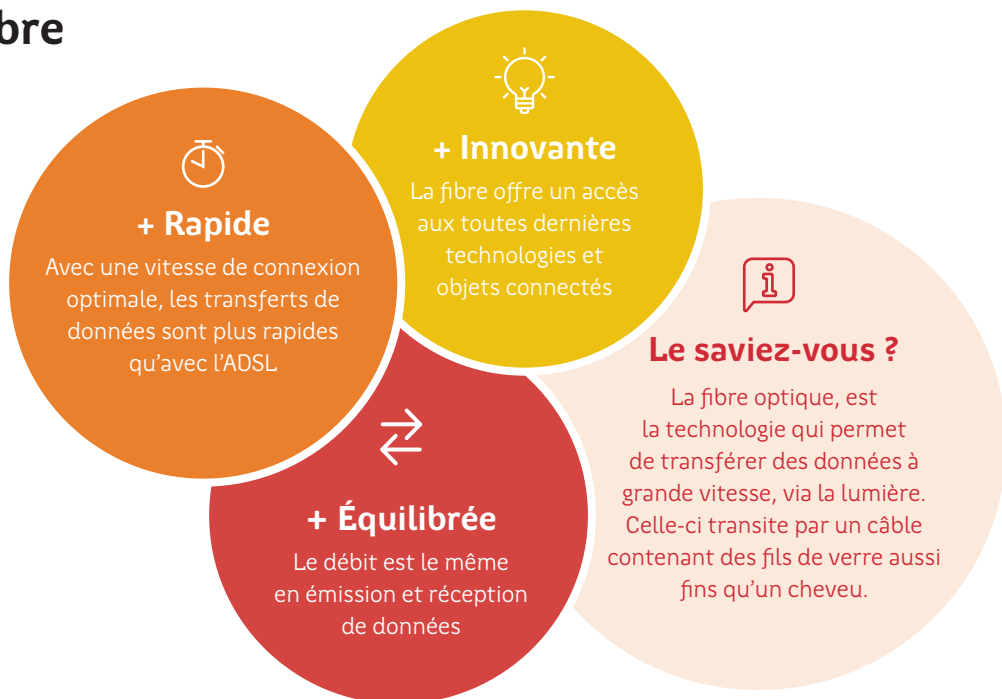 bre
+ Innovante
La fibre offre un accès
aux toutes dernières
technologies et
objets connectés
+ Rapide
Avec une vitesse de connexion
optimale, les transferts de
données sont plus rapides
qu'avec l'ADSL
Le saviez-vous ?
La fibre optique, est
la technologie qui permet
de transférer des données à
grande vitesse, via la lumière.
Celle-ci transite par un câble
contenant des fils de verre aussi
fins qu'un cheveu.
+ Équilibrée
Le débit est le même
en émission et réception
de données